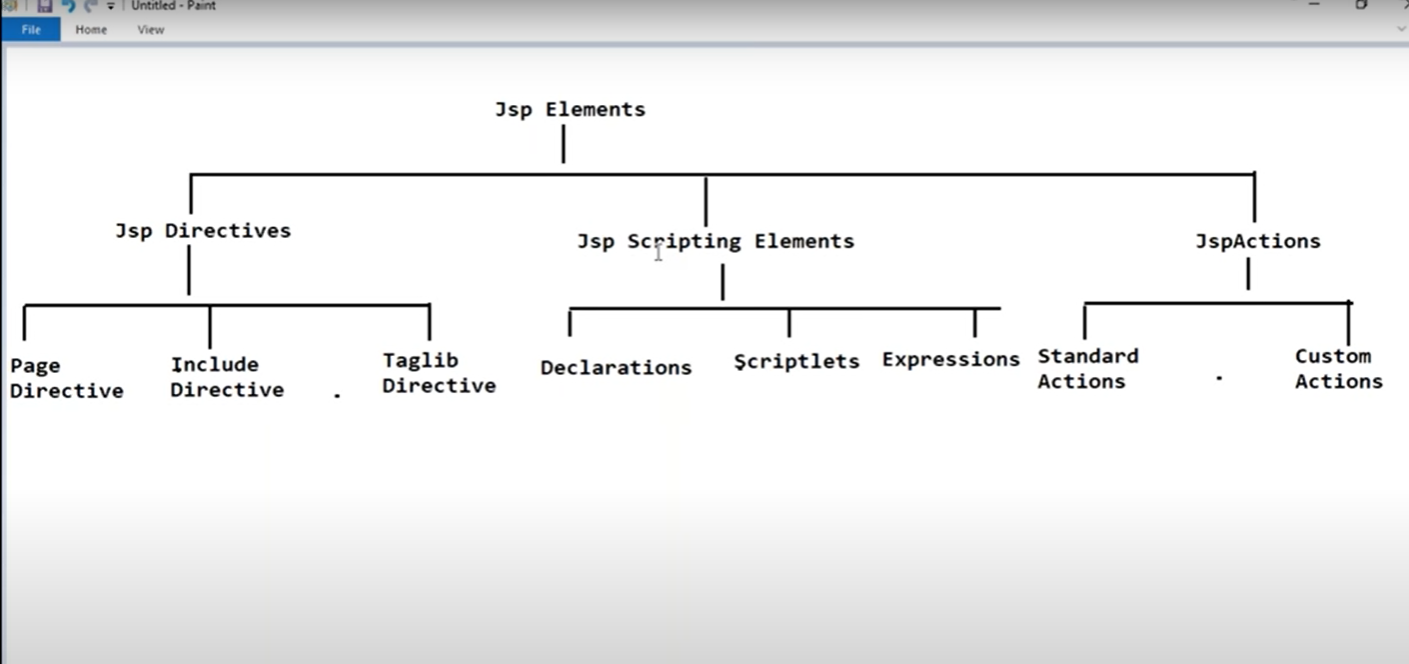 Untitled - Paint
File Home View
Jsp Elements
Jsp Directives
Jsp Scripting Elements
JspActions
Page
Directive
Include
Directive
.
Taglib
Directive
Declarations
Scriptlets
Expressions
Standard
Actions
.
Custom
Actions